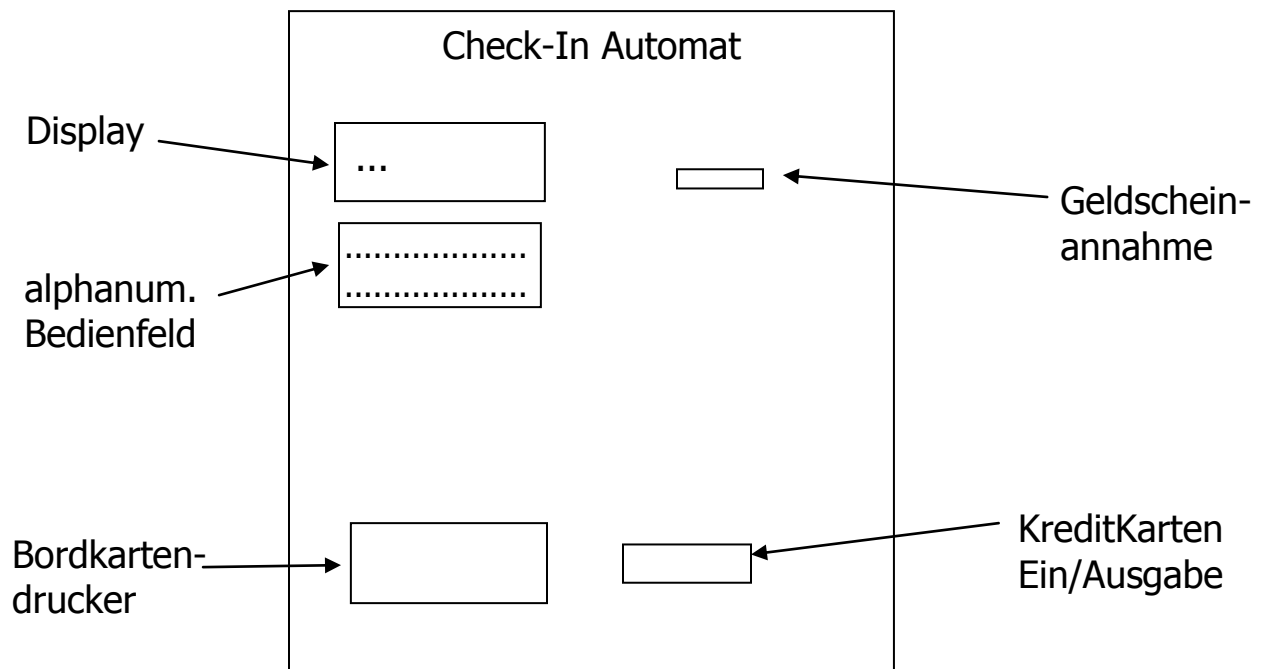 Check-In Automat
Display
...
Geldschein-
annahme
...................
...................
alphanum.
Bedienfeld
Bordkarten-
drucker
KreditKarten
Ein/Ausgabe